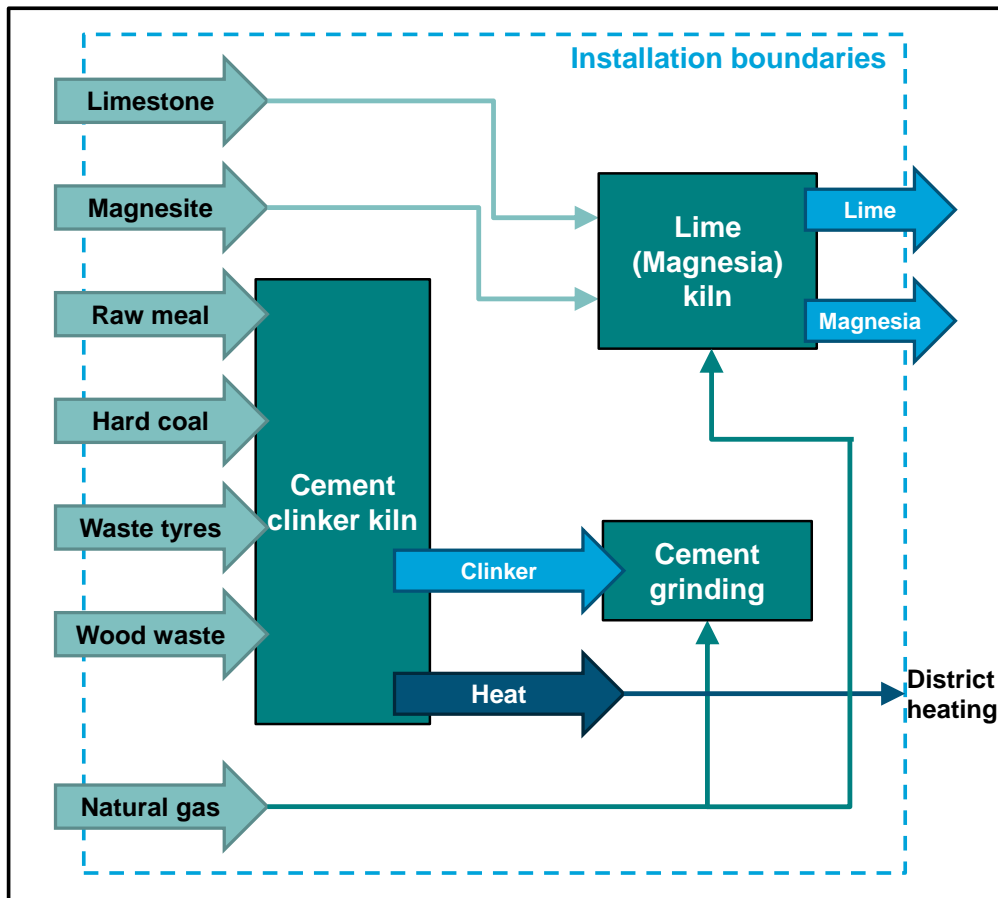 Installation boundaries
Limestone
Magnesite
Raw meal
Hard coal
Waste tyres
Wood waste
Natural gas
Cement
clinker kiln
Lime
(Magnesia)
kiln
Lime
Magnesia
Clinker
Cement
grinding
Heat
District
heating